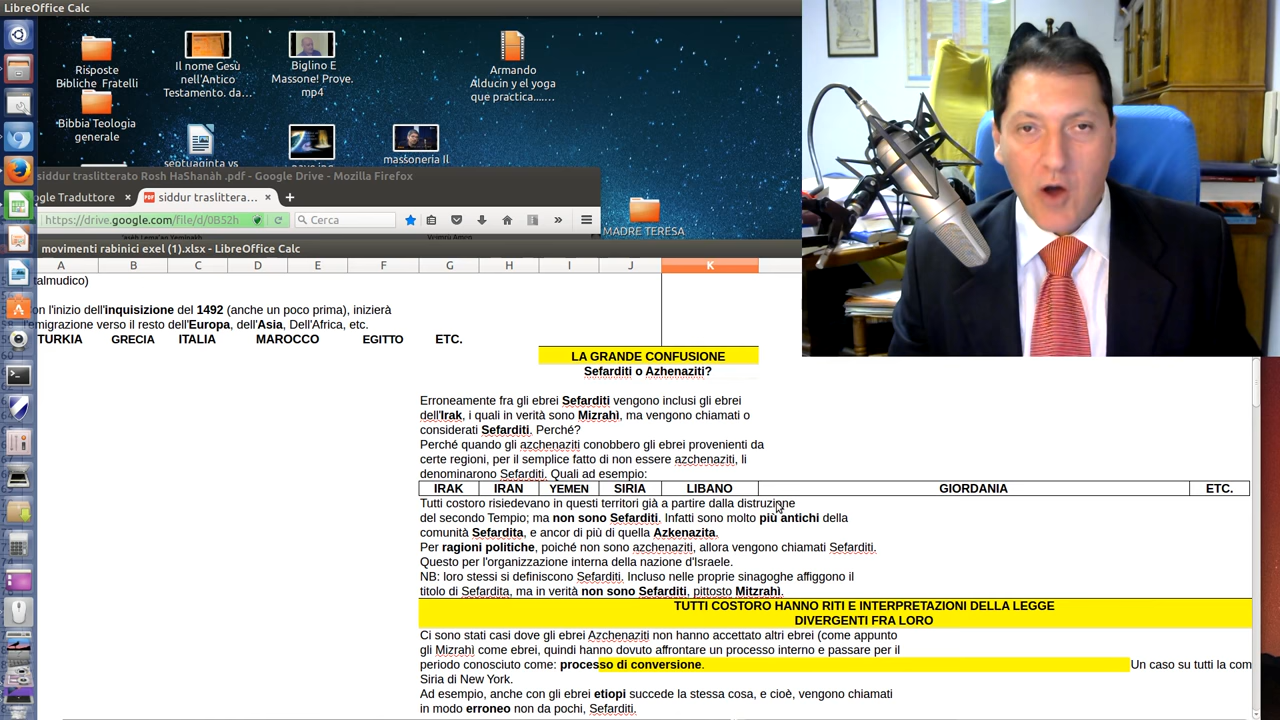 LibreOffice Calc
Risposte
Bibliche_Fratelli
Il nome Gesù
nell'Antico
Testamento. da...
Biglino E
Massone! Prove.
mp4
Armando
Alducin y el yoga
que practica.....
Bibbia Teologia
generale
septuaginta vs
massoneria Il
siddur traslitterato Rosh HaShanàh .pdf - Google Drive - Mozilla Firefox
gle Traduttore
siddur traslittera...
https://drive.google.com/file/d/0B52h
Cerca
MADRE TERESA
movimenti rabinici exel (1).xlsx - LibreOffice Calc
A B C D E F G H I J K
talmudico)
on l'inizio dell'inquisizione del 1492 (anche un poco prima), inizierà
l'emigrazione verso il resto dell'Europa, dell'Asia, Dell'Africa, etc.
TURKIA GRECIA ITALIA MAROCCO EGITTO ETC.
LA GRANDE CONFUSIONE
Sefarditi o Azhenaziti?
Erroneamente fra gli ebrei Sefarditi vengono inclusi gli ebrei
dell'Irak, i quali in verità sono Mizrahì, ma vengono chiamati o
considerati Sefarditi. Perché?
Perché quando gli azchenaziti conobbero gli ebrei provenienti da
certe regioni, per il semplice fatto di non essere azchenaziti, li
denominarono Sefarditi. Quali ad esempio:
IRAK IRAN YEMEN SIRIA LIBANO GIORDANIA ETC.
Tutti costoro risiedevano in questi territori già a partire dalla distruzione
del secondo Tempio; ma non sono Sefarditi. Infatti sono molto più antichi della
comunità Sefardita, e ancor di più di quella Azkenazita.
Per ragioni politiche, poiché non sono azchenaziti, allora vengono chiamati Sefarditi.
Questo per l'organizzazione interna della nazione d'Israele.
NB: loro stessi si definiscono Sefarditi. Incluso nelle proprie sinagoghe affiggono il
titolo di Sefardita, ma in verità non sono Sefarditi, pittosto Mitzrahì.
TUTTI COSTORO HANNO RITI E INTERPRETAZIONI DELLA LEGGE
DIVERGENTI FRA LORO
Ci sono stati casi dove gli ebrei Azchenaziti non hanno accettato altri ebrei (come appunto
gli Mizrahì come ebrei, quindi hanno dovuto affrontare un processo interno e passare per il
periodo conosciuto come: processo di conversione. Un caso su tutti la com
Siria di New York.
Ad esempio, anche con gli ebrei etiopi succede la stessa cosa, e cioè, vengono chiamati
in modo erroneo non da pochi, Sefarditi.